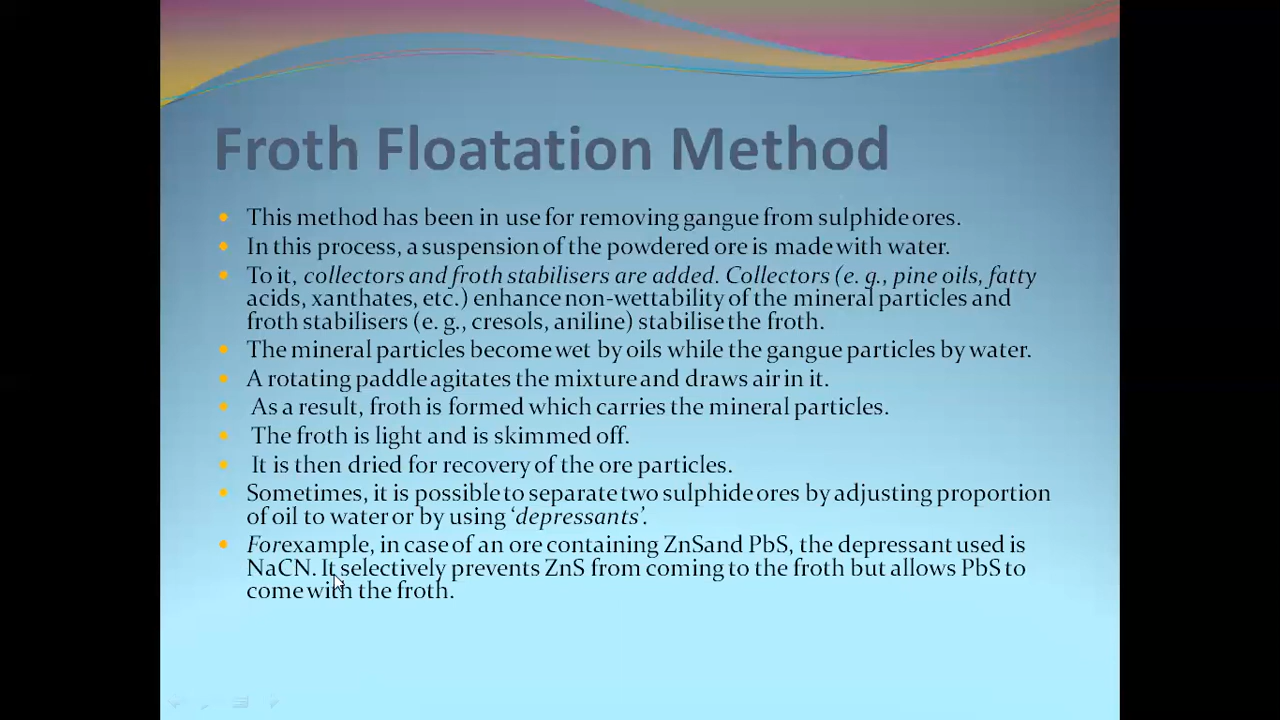 Froth Floatation Method
• This method has been in use for removing gangue from sulphide ores.
• In this process, a suspension of the powdered ore is made with water.
• To it, collectors and froth stabilisers are added. Collectors (e. g., pine oils, fatty
acids, xanthates, etc.) enhance non-wettability of the mineral particles and
froth stabilisers (e. g., cresols, aniline) stabilise the froth.
• The mineral particles become wet by oils while the gangue particles by water.
• A rotating paddle agitates the mixture and draws air in it.
• As a result, froth is formed which carries the mineral particles.
• The froth is light and is skimmed off.
• It is then dried for recovery of the ore particles.
• Sometimes, it is possible to separate two sulphide ores by adjusting proportion
of oil to water or by using ‘depressants’.
• Forexample, in case of an ore containing ZnSand PbS, the depressant used is
NaCN. It selectively prevents ZnS from coming to the froth but allows PbS to
come with the froth.